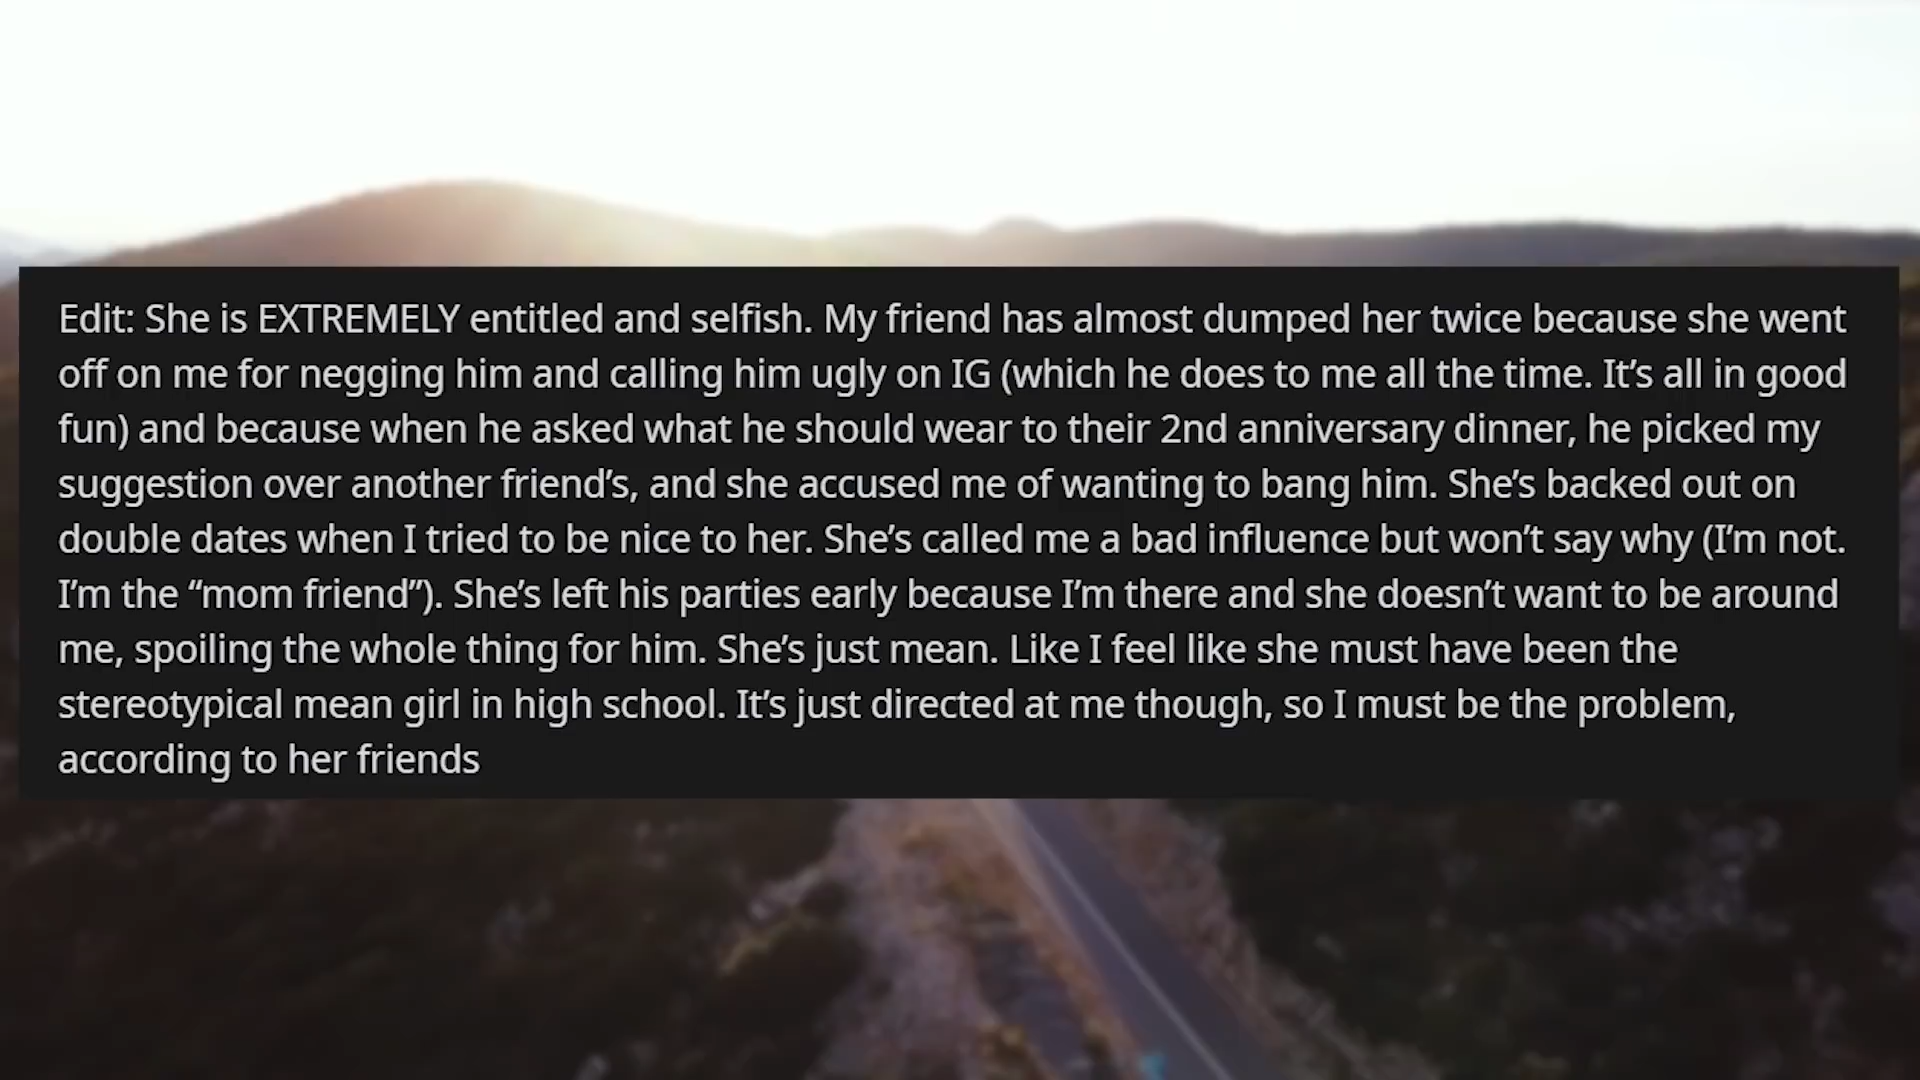 Edit: She is EXTREMELY entitled and selfish. My friend has almost dumped her twice because she went
off on me for negging him and calling him ugly on IG (which he does to me all the time. It’s all in good
fun) and because when he asked what he should wear to their 2nd anniversary dinner, he picked my
suggestion over another friend’s, and she accused me of wanting to bang him. She’s backed out on
double dates when I tried to be nice to her. She’s called me a bad influence but won’t say why (I’m not.
I’m the “mom friend”). She’s left his parties early because I’m there and she doesn’t want to be around
me, spoiling the whole thing for him. She’s just mean. Like I feel like she must have been the
stereotypical mean girl in high school. It’s just directed at me though, so I must be the problem,
according to her friends